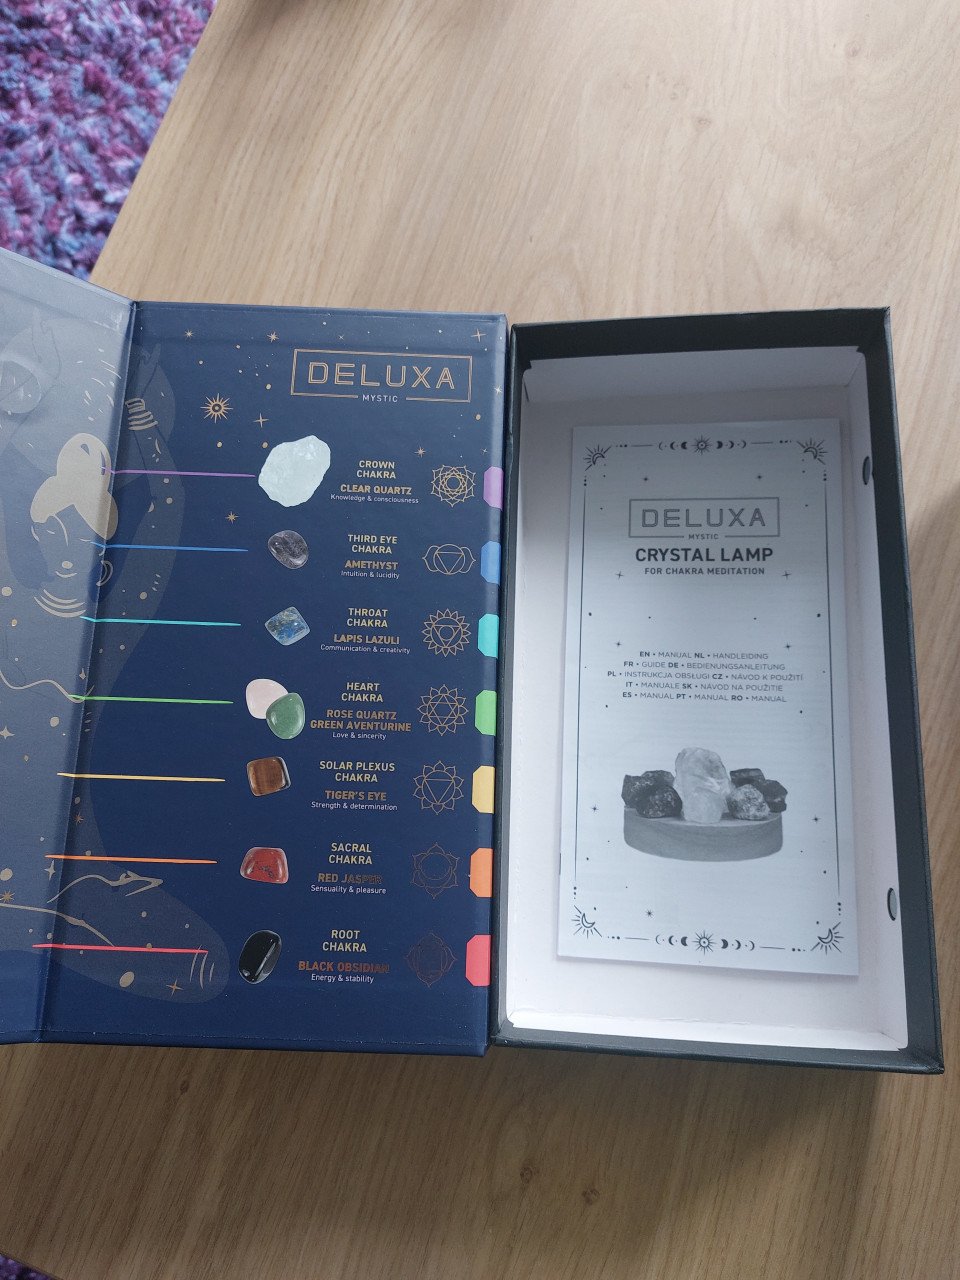 DELUXA
MYSTIC
CROWN
CHAKRA
CLEAR QUARTZ
Knowledge & consciousness
THIRD EYE
CHAKRA
AMETHYST
Intuition & lucidity
THROAT
CHAKRA
LAPIS LAZULI
Communication & creativity
HEART
CHAKRA
ROSE QUARTZ
GREEN AVENTURINE
Love & sincerity
SOLAR PLEXUS
CHAKRA
TIGER'S EYE
Strength & determination
SACRAL
CHAKRA
RED JASPER
Sensuality & pleasure
ROOT
CHAKRA
BLACK OBSIDIAN
Energy & stability
DELUXA
MYSTIC
CRYSTAL LAMP
FOR CHAKRA MEDITATION
EN • MANUAL NL • HANDLEIDING
FR • GUIDE DE • BEDIENUNGSANLEITUNG
PL • INSTRUKCJA OBSŁUGI CZ • NÁVOD K POUŽITÍ
IT • MANUALE SK • NÁVOD NA POUŽITIE
ES • MANUAL PT • MANUAL RO • MANUAL